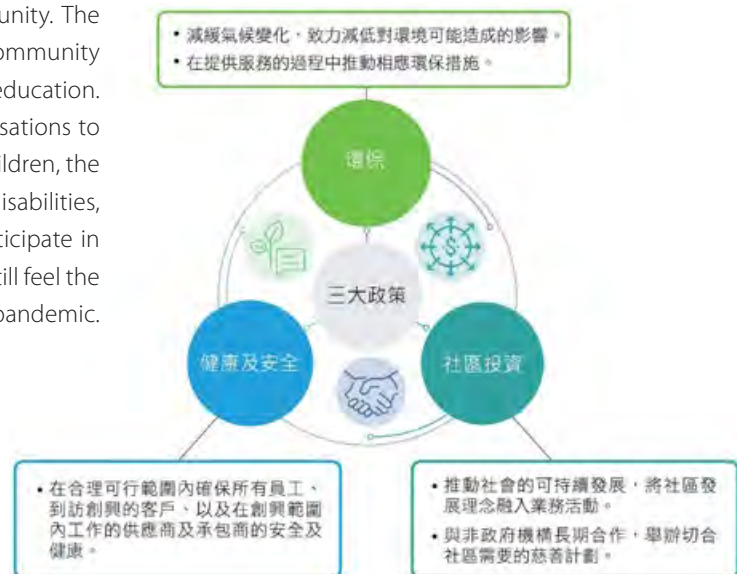 unity. The
ommunity
education.
sations to
ildren, the
isabilities,
ticipate in
till feel the
pandemic.
• 減緩氣候變化，致力減低對環境可能造成的影響。
• 在提供服務的過程中推動相應環保措施。
環保
三大政策
健康及安全
社區投資
• 在合理可行範圍內確保所有員工、
到訪創興的客戶、以及在創興範圍
內工作的供應商及承包商的安全及
健康。
• 推動社會的可持續發展，將社區發
展理念融入業務活動。
• 與非政府機構長期合作，舉辦切合
社區需要的慈善計劃。